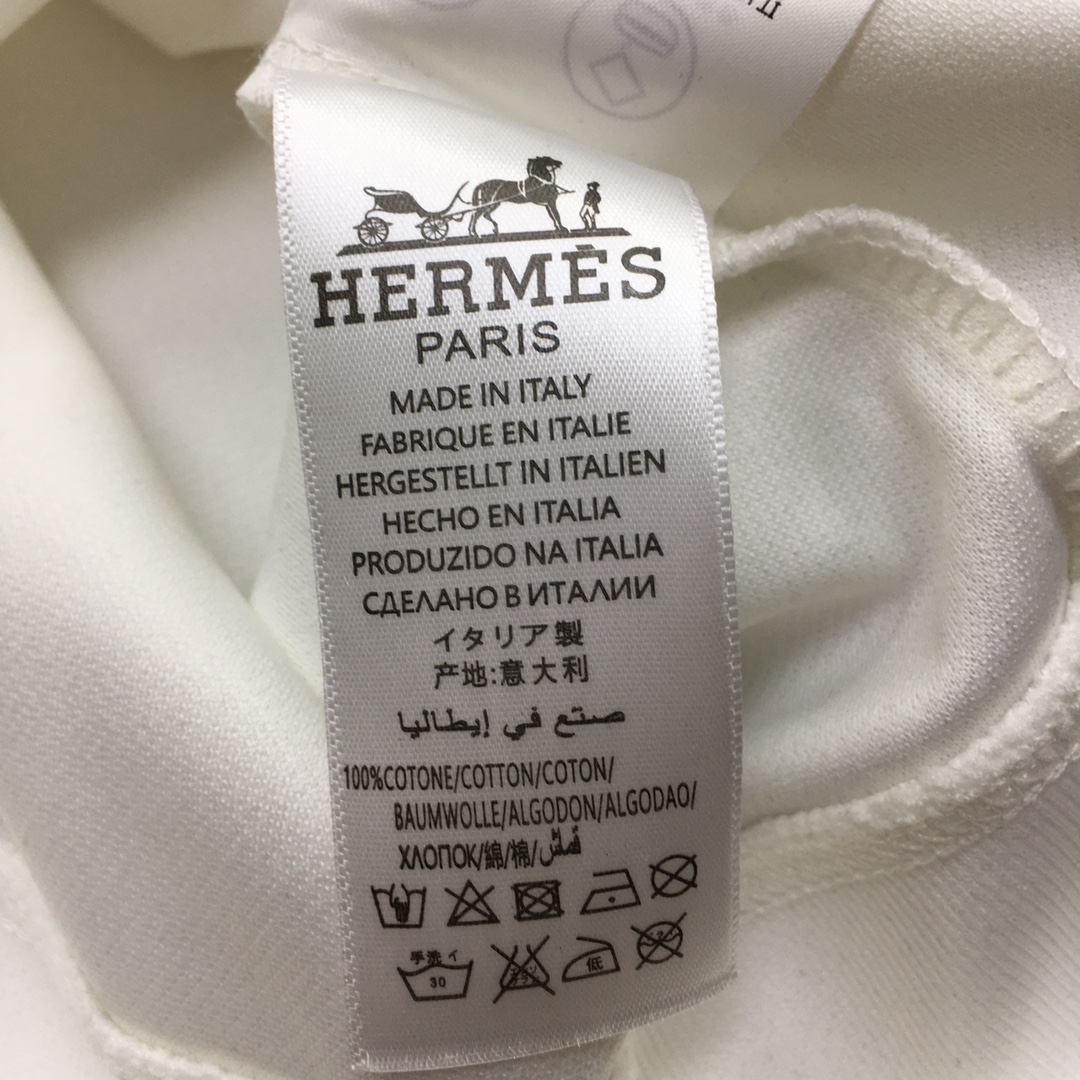 HERMĒS
PARIS
MADE IN ITALY
FABRIQUE EN ITALIE
HERGESTELLT IN ITALIEN
HECHO EN ITALIA
PRODUZIDO NA ITALIA
СДЕЛАНО В ИТАЛИИ
イタリア製
产地:意大利
صنع في إيطاليا
100%COTONE/COTTON/COTON/
BAUMWOLLE/ALGODON/ALGODAO/
ХЛОПОК/綿/棉/
手洗イ
30
低